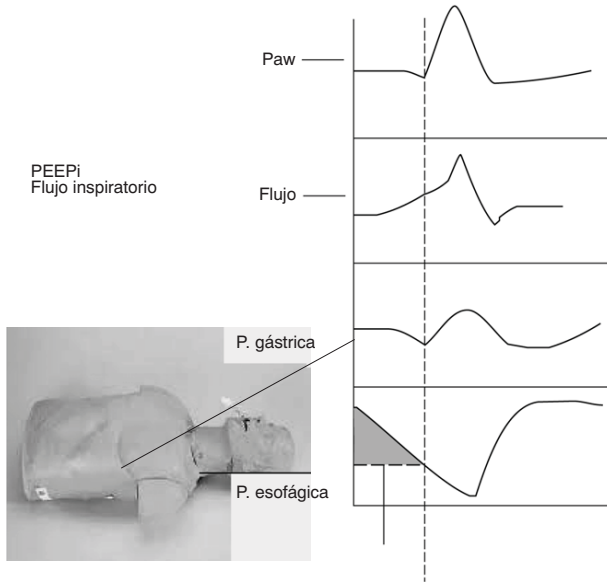 Paw
PEEPi
Flujo inspiratorio
Flujo
P. gástrica
P. esofágica